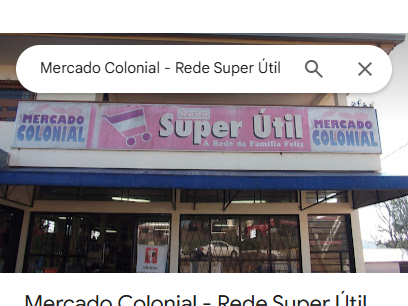 Mercado Colonial - Rede Super Útil
MERCADO
COLONIAL
REDE
Super Útil
A Rede da Família Feliz
MERCADO
COLONIAL
Mercado Colonial - Rede Super Útil